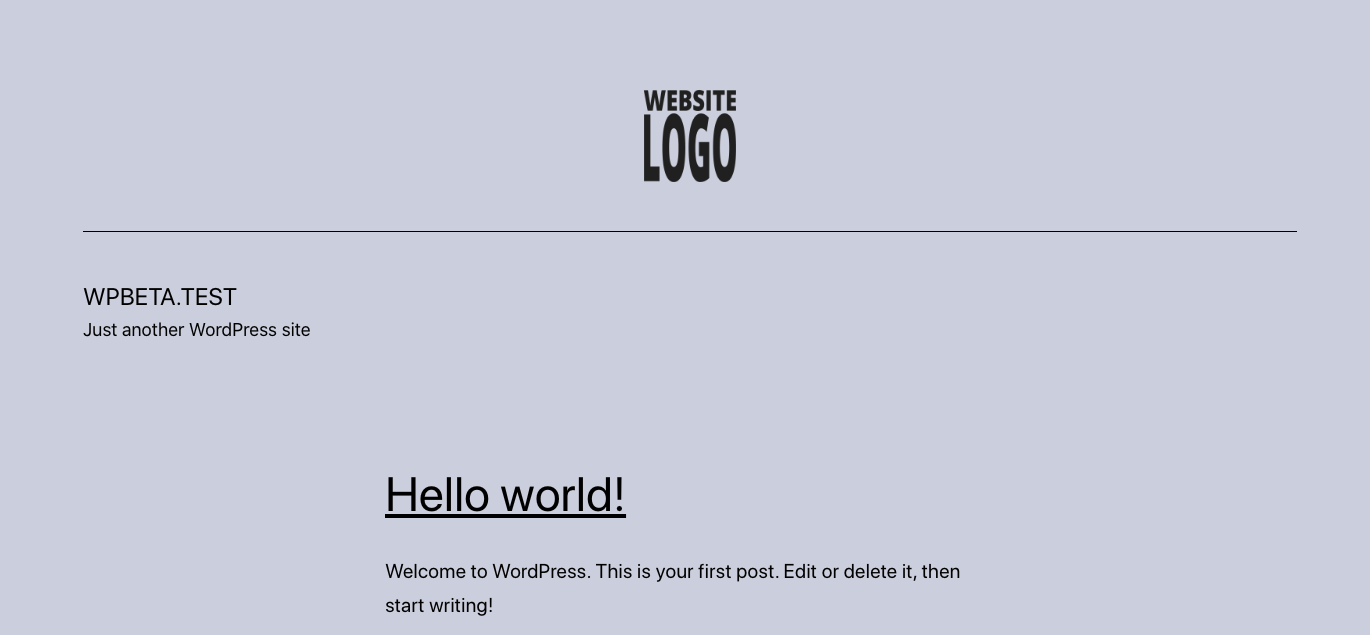 WEBSITE
LOGO
WPBETA.TEST
Just another WordPress site
Hello world!
Welcome to WordPress. This is your first post. Edit or delete it, then
start writing!